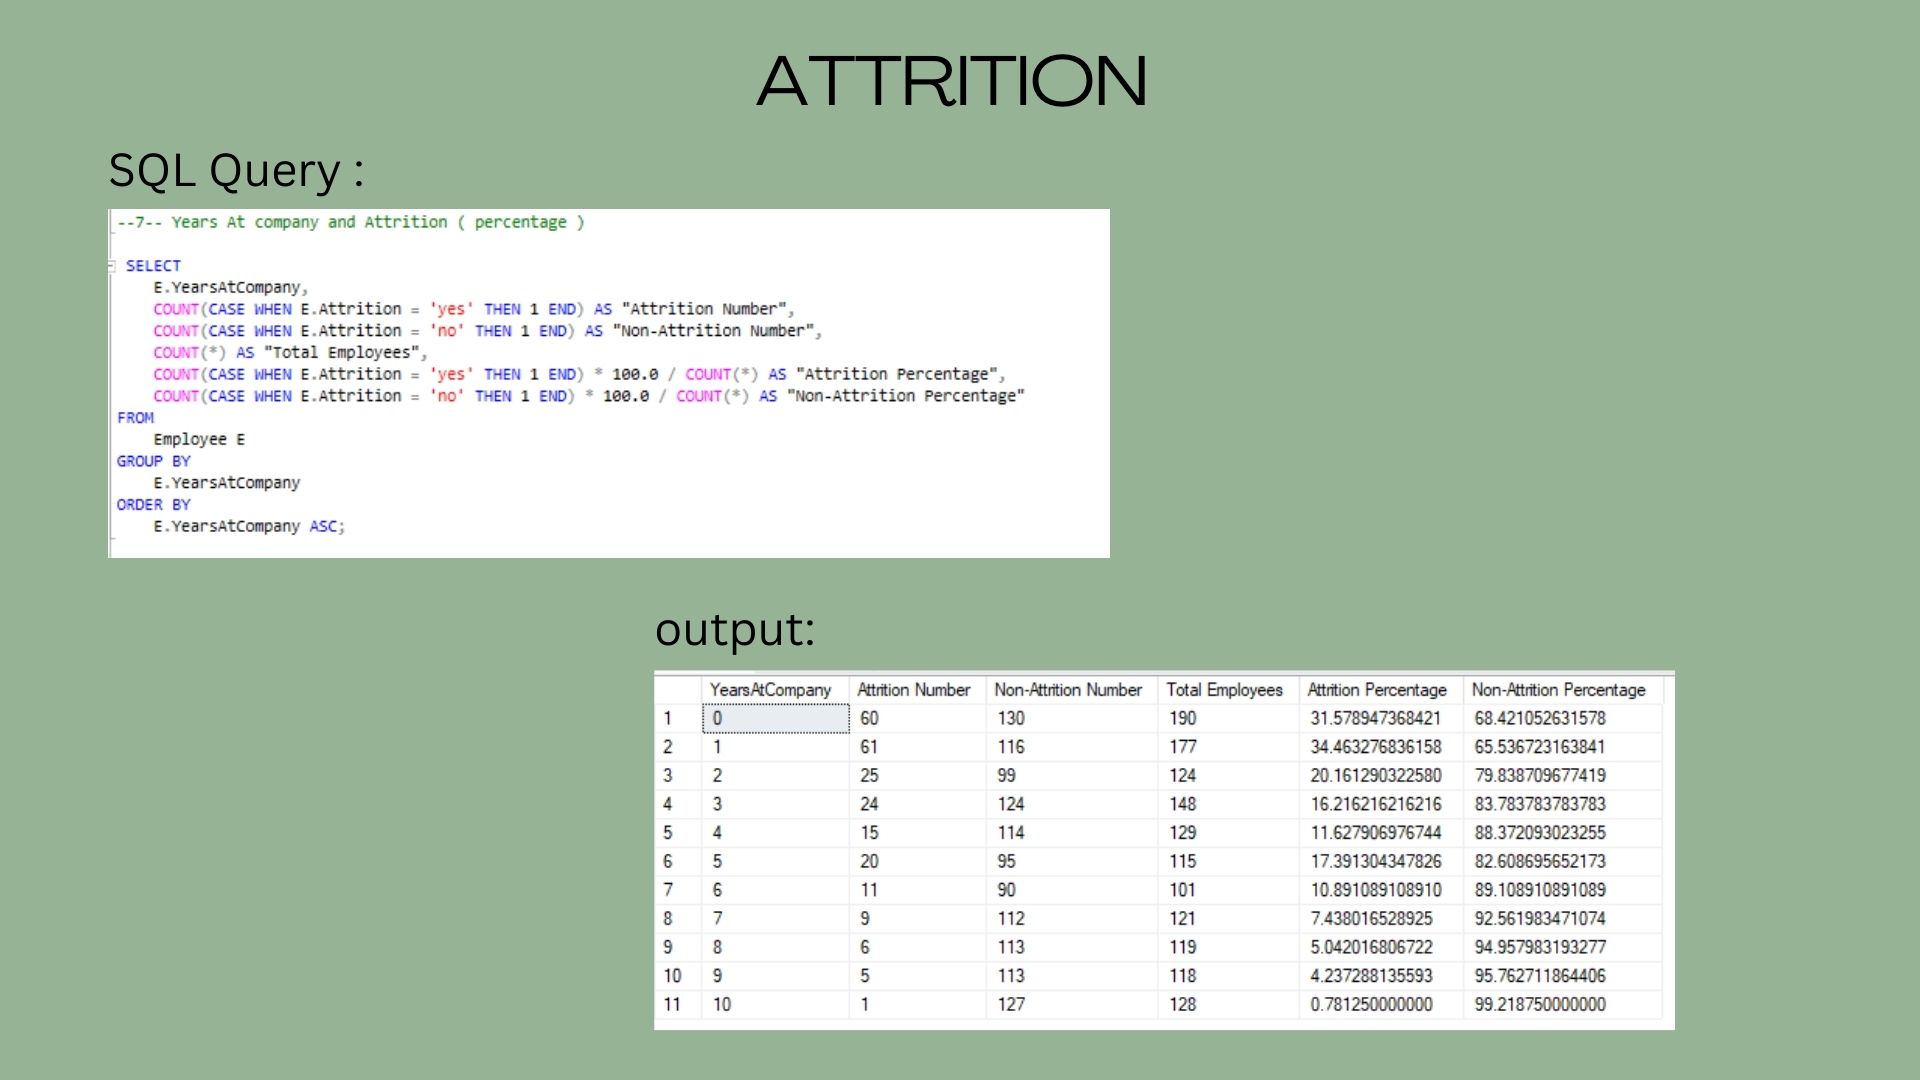 ATTRITION
SQL Query :
--7-- Years At company and Attrition ( percentage )
SELECT
E.YearsAtCompany,
COUNT(CASE WHEN E.Attrition = 'yes' THEN 1 END) AS "Attrition Number",
COUNT(CASE WHEN E.Attrition = 'no' THEN 1 END) AS "Non-Attrition Number",
COUNT(*) AS "Total Employees",
COUNT(CASE WHEN E.Attrition = 'yes' THEN 1 END) * 100.0 / COUNT(*) AS "Attrition Percentage",
COUNT(CASE WHEN E.Attrition = 'no' THEN 1 END) * 100.0 / COUNT(*) AS "Non-Attrition Percentage"
FROM
Employee E
GROUP BY
E.YearsAtCompany
ORDER BY
E.YearsAtCompany ASC;
output:
YearsAtCompany Attrition Number Non-Attrition Number Total Employees Attrition Percentage Non-Attrition Percentage
1 0 60 130 190 31.578947368421 68.421052631578
2 1 61 116 177 34.463276836158 65.536723163841
3 2 25 99 124 20.161290322580 79.838709677419
4 3 24 124 148 16.216216216216 83.783783783783
5 4 15 114 129 11.627906976744 88.372093023255
6 5 20 95 115 17.391304347826 82.608695652173
7 6 11 90 101 10.891089108910 89.108910891089
8 7 9 112 121 7.438016528925 92.561983471074
9 8 6 113 119 5.042016806722 94.957983193277
10 9 5 113 118 4.237288135593 95.762711864406
11 10 1 127 128 0.781250000000 99.218750000000